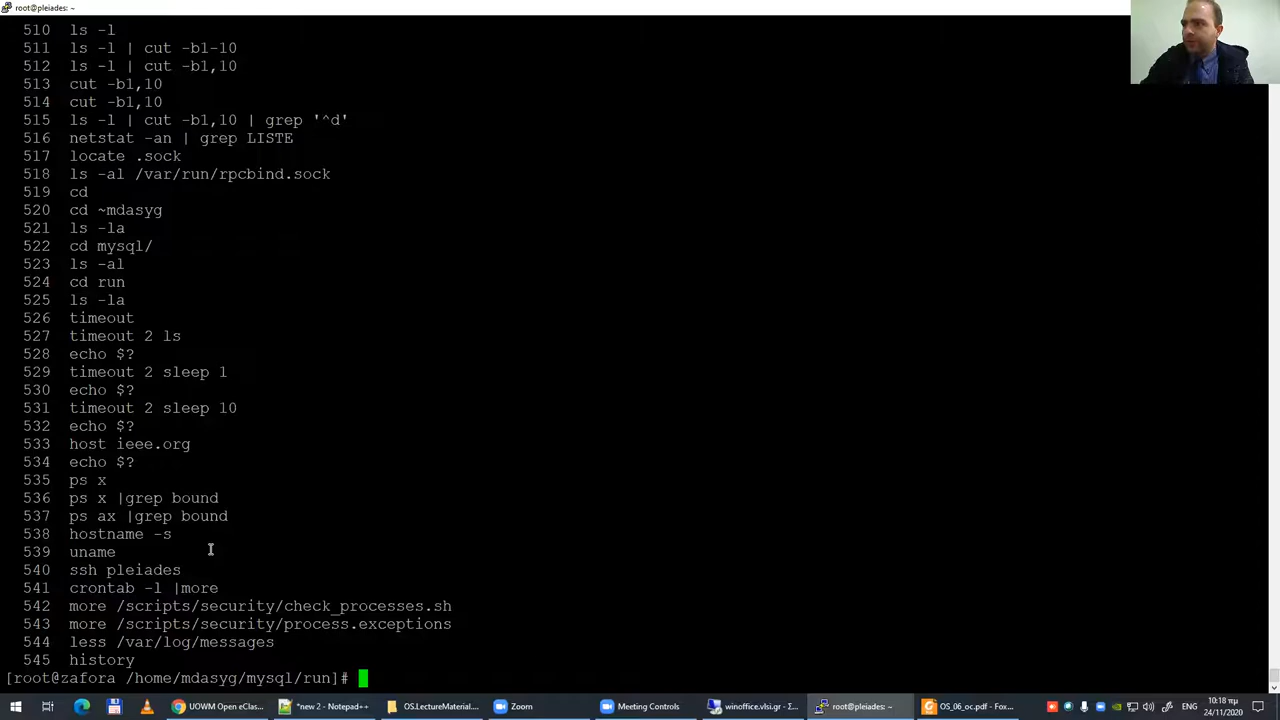 root@pleiades: ~
510 ls -l
511 ls -l | cut -b1-10
512 ls -l | cut -b1,10
513 cut -b1,10
514 cut -b1,10
515 ls -l | cut -b1,10 | grep '^d'
516 netstat -an | grep LISTE
517 locate .sock
518 ls -al /var/run/rpcbind.sock
519 cd
520 cd ~mdasyg
521 ls -la
522 cd mysql/
523 ls -al
524 cd run
525 ls -la
526 timeout
527 timeout 2 ls
528 echo $?
529 timeout 2 sleep 1
530 echo $?
531 timeout 2 sleep 10
532 echo $?
533 host ieee.org
534 echo $?
535 ps x
536 ps x |grep bound
537 ps ax |grep bound
538 hostname -s
539 uname
540 ssh pleiades
541 crontab -l |more
542 more /scripts/security/check_processes.sh
543 more /scripts/security/process.exceptions
544 less /var/log/messages
545 history
[root@zafora /home/mdasyg/mysql/run]#
UOWM Open eClas... *new 2 - Notepad++ OS.LectureMaterial.... Zoom Meeting Controls winoffice.vlsi.gr - Σ... root@pleiades: ~ OS_06_oc.pdf - Fox... ENG 10:18 πμ
24/11/2020